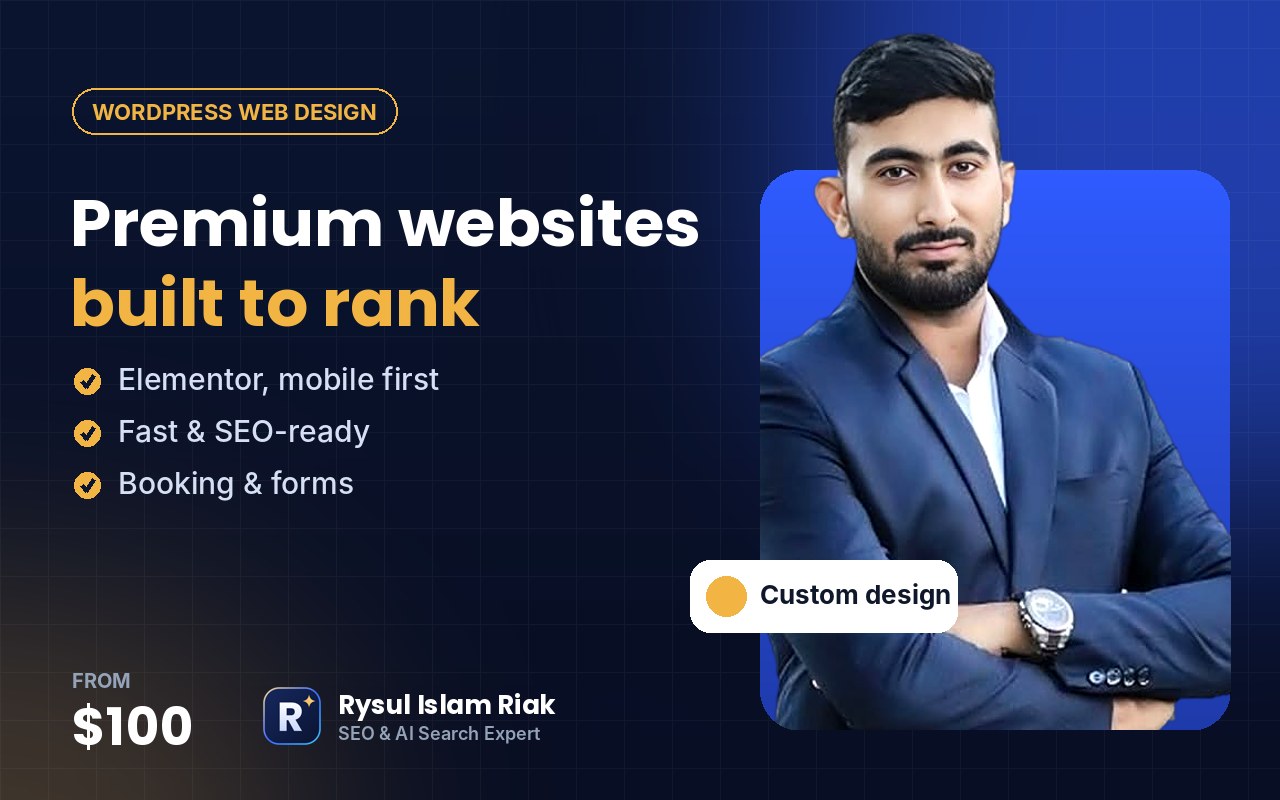 WORDPRESS WEB DESIGN
Premium websites
built to rank
Elementor, mobile first
Fast & SEO-ready
Booking & forms
Custom design
FROM
$100
R
Rysul Islam Riak
SEO & AI Search Expert